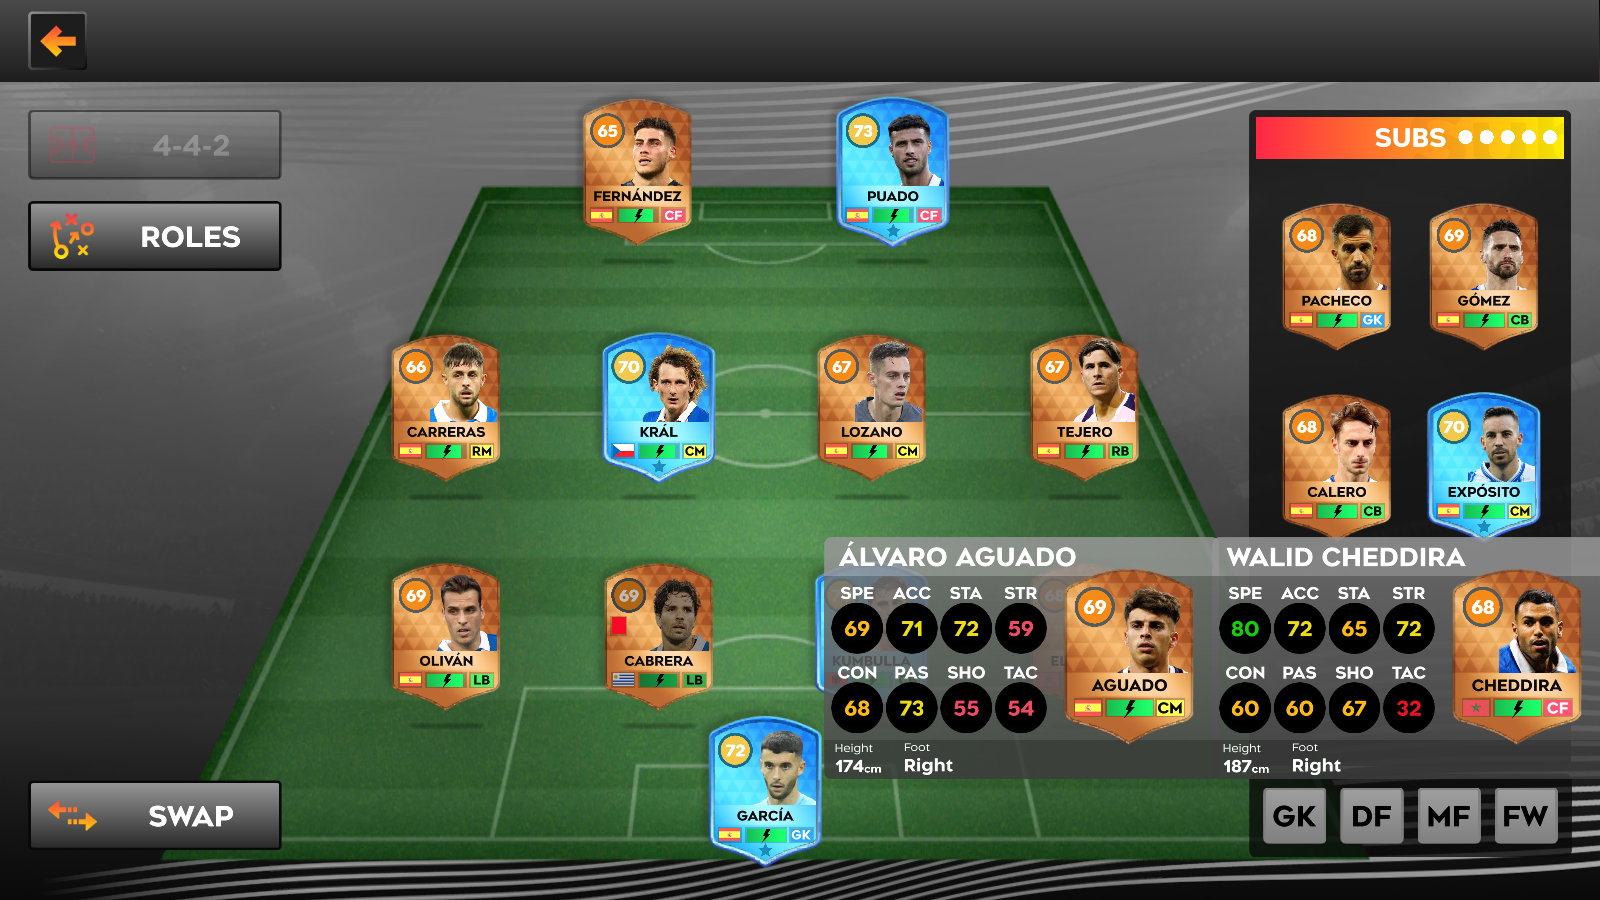 4-4-2
ROLES
SUBS
65
FERNÁNDEZ
CF
73
PUADO
CF
68
PACHECO
GK
69
GÓMEZ
CB
66
CARRERAS
RM
70
KRÁL
CM
67
LOZANO
CM
67
TEJERO
RB
68
CALERO
CB
70
EXPÓSITO
CM
69
OLIVÁN
LB
69
CABRERA
LB
KUMBULLA
68
ÁLVARO AGUADO
SPE ACC STA STR
69 71 72 59
CON PAS SHO TAC
68 73 55 54
Height Foot
174cm Right
69
AGUADO
CM
WALID CHEDDIRA
SPE ACC STA STR
80 72 65 72
CON PAS SHO TAC
60 60 67 32
Height Foot
187cm Right
68
CHEDDIRA
CF
72
GARCÍA
GK
SWAP
GK DF MF FW